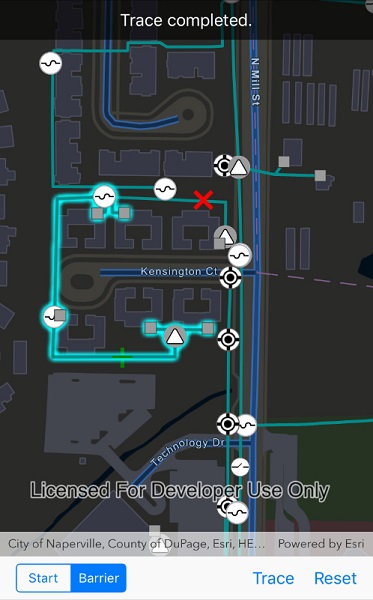 Trace completed.
N Mill St
Kensington Ct
Technology Dr
Licensed For Developer Use Only
City of Naperville, County of DuPage, Esri, HE... Powered by Esri
Start Barrier Trace Reset